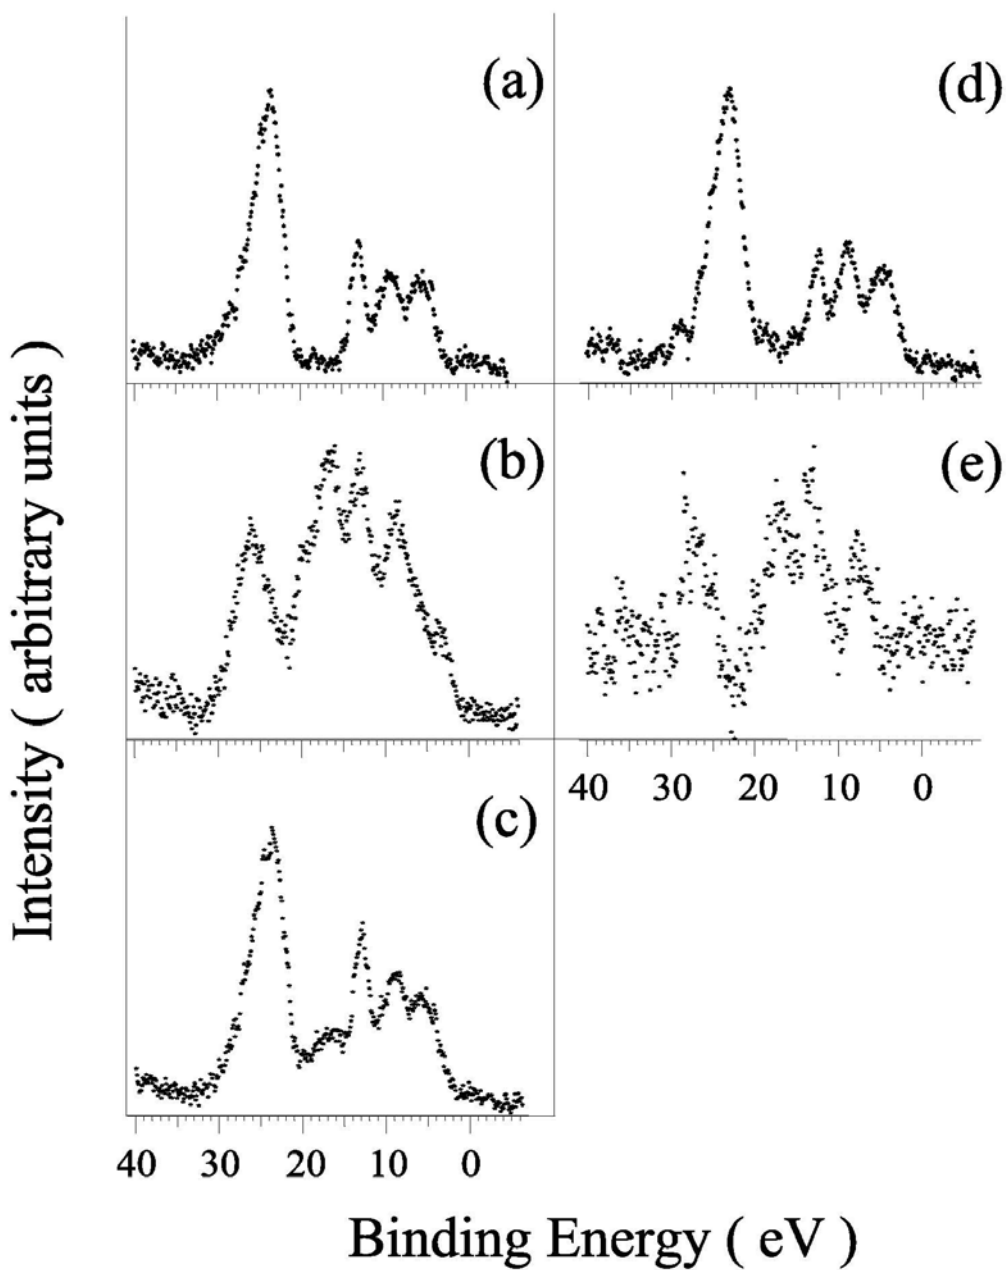 (a)
(d)
(b)
(e)
40 30 20 10 0
(c)
40 30 20 10 0
Binding Energy ( eV )
Intensity ( arbitrary units )